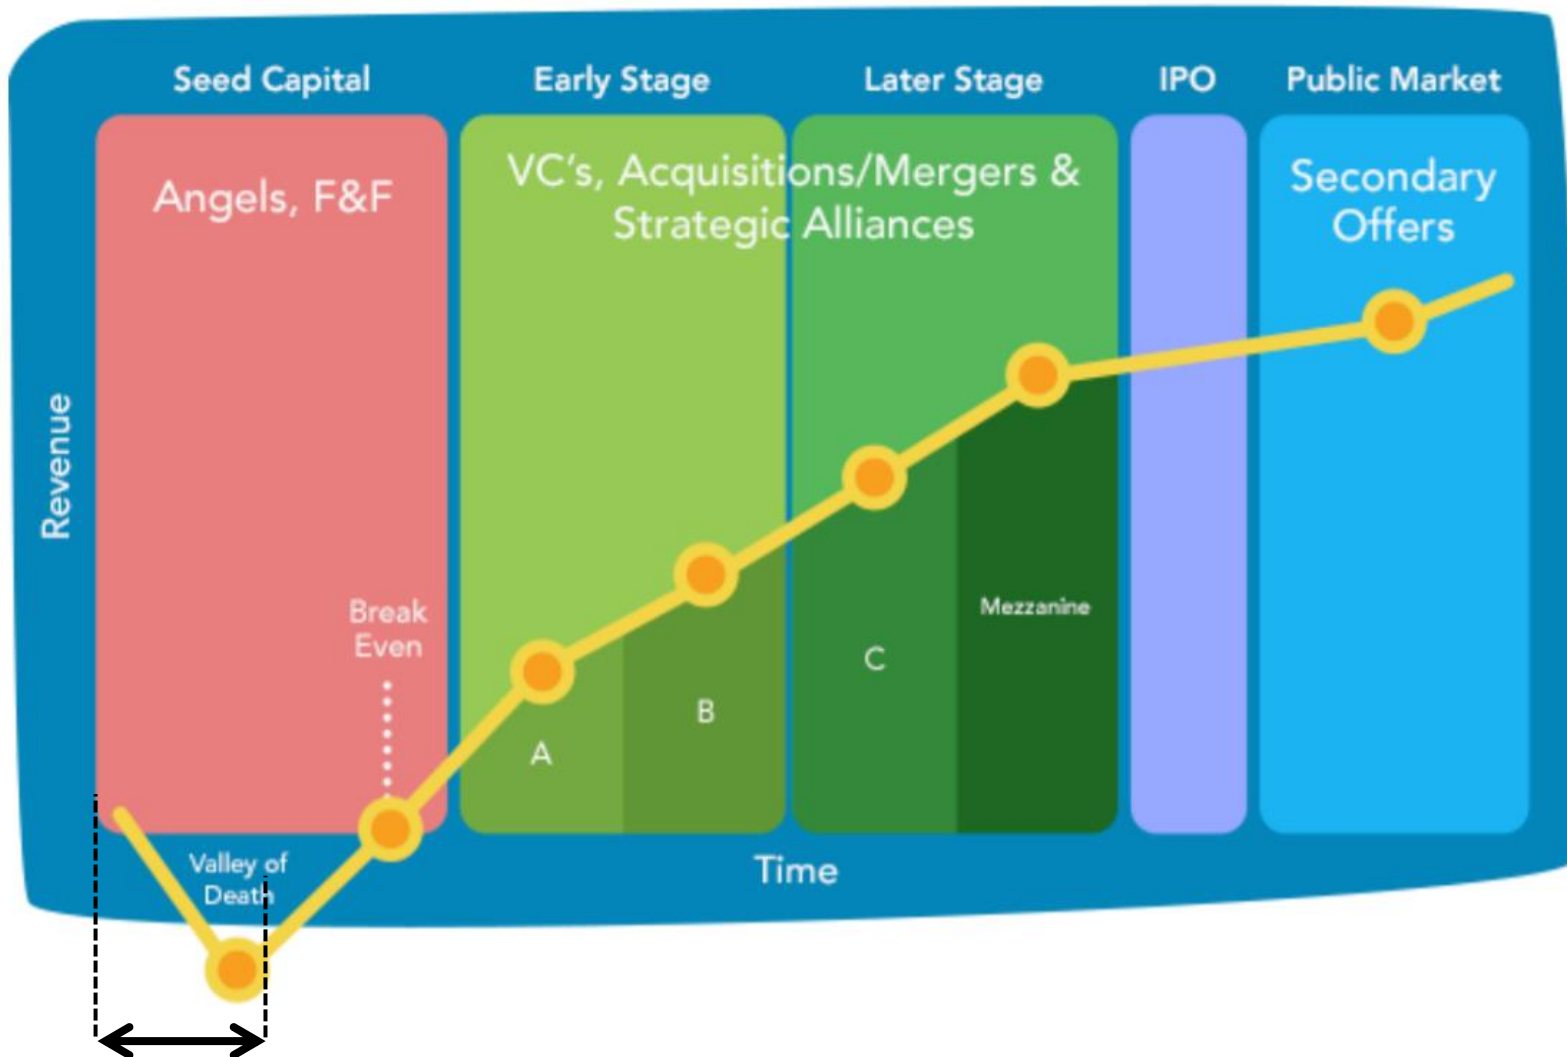 Seed Capital
Early Stage
Later Stage
IPO
Public Market
Angels, F&F
VC's, Acquisitions/Mergers &
Strategic Alliances
Secondary
Offers
Revenue
Break
Even
A
B
C
Mezzanine
Valley of
Death
Time